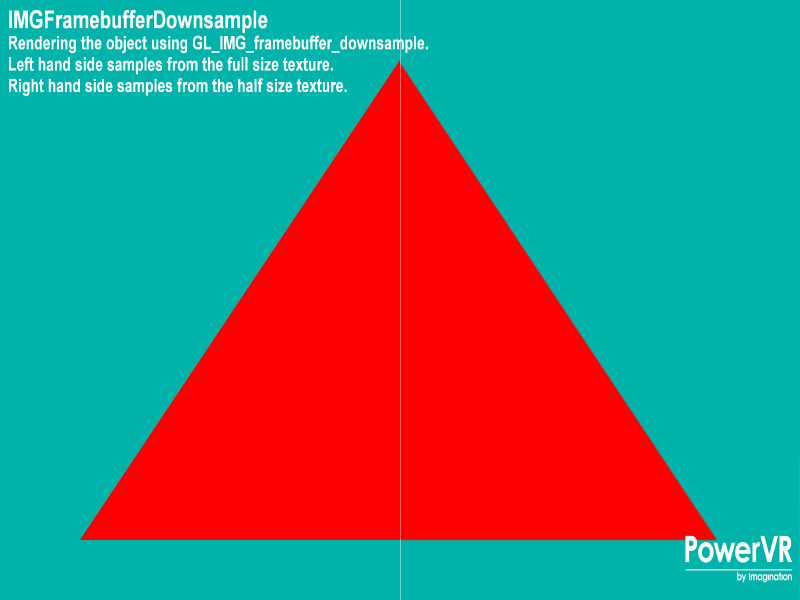 IMGFramebufferDownsample
Rendering the object using GL_IMG_framebuffer_downsample.
Left hand side samples from the full size texture.
Right hand side samples from the half size texture.
PowerVR
by Imagination